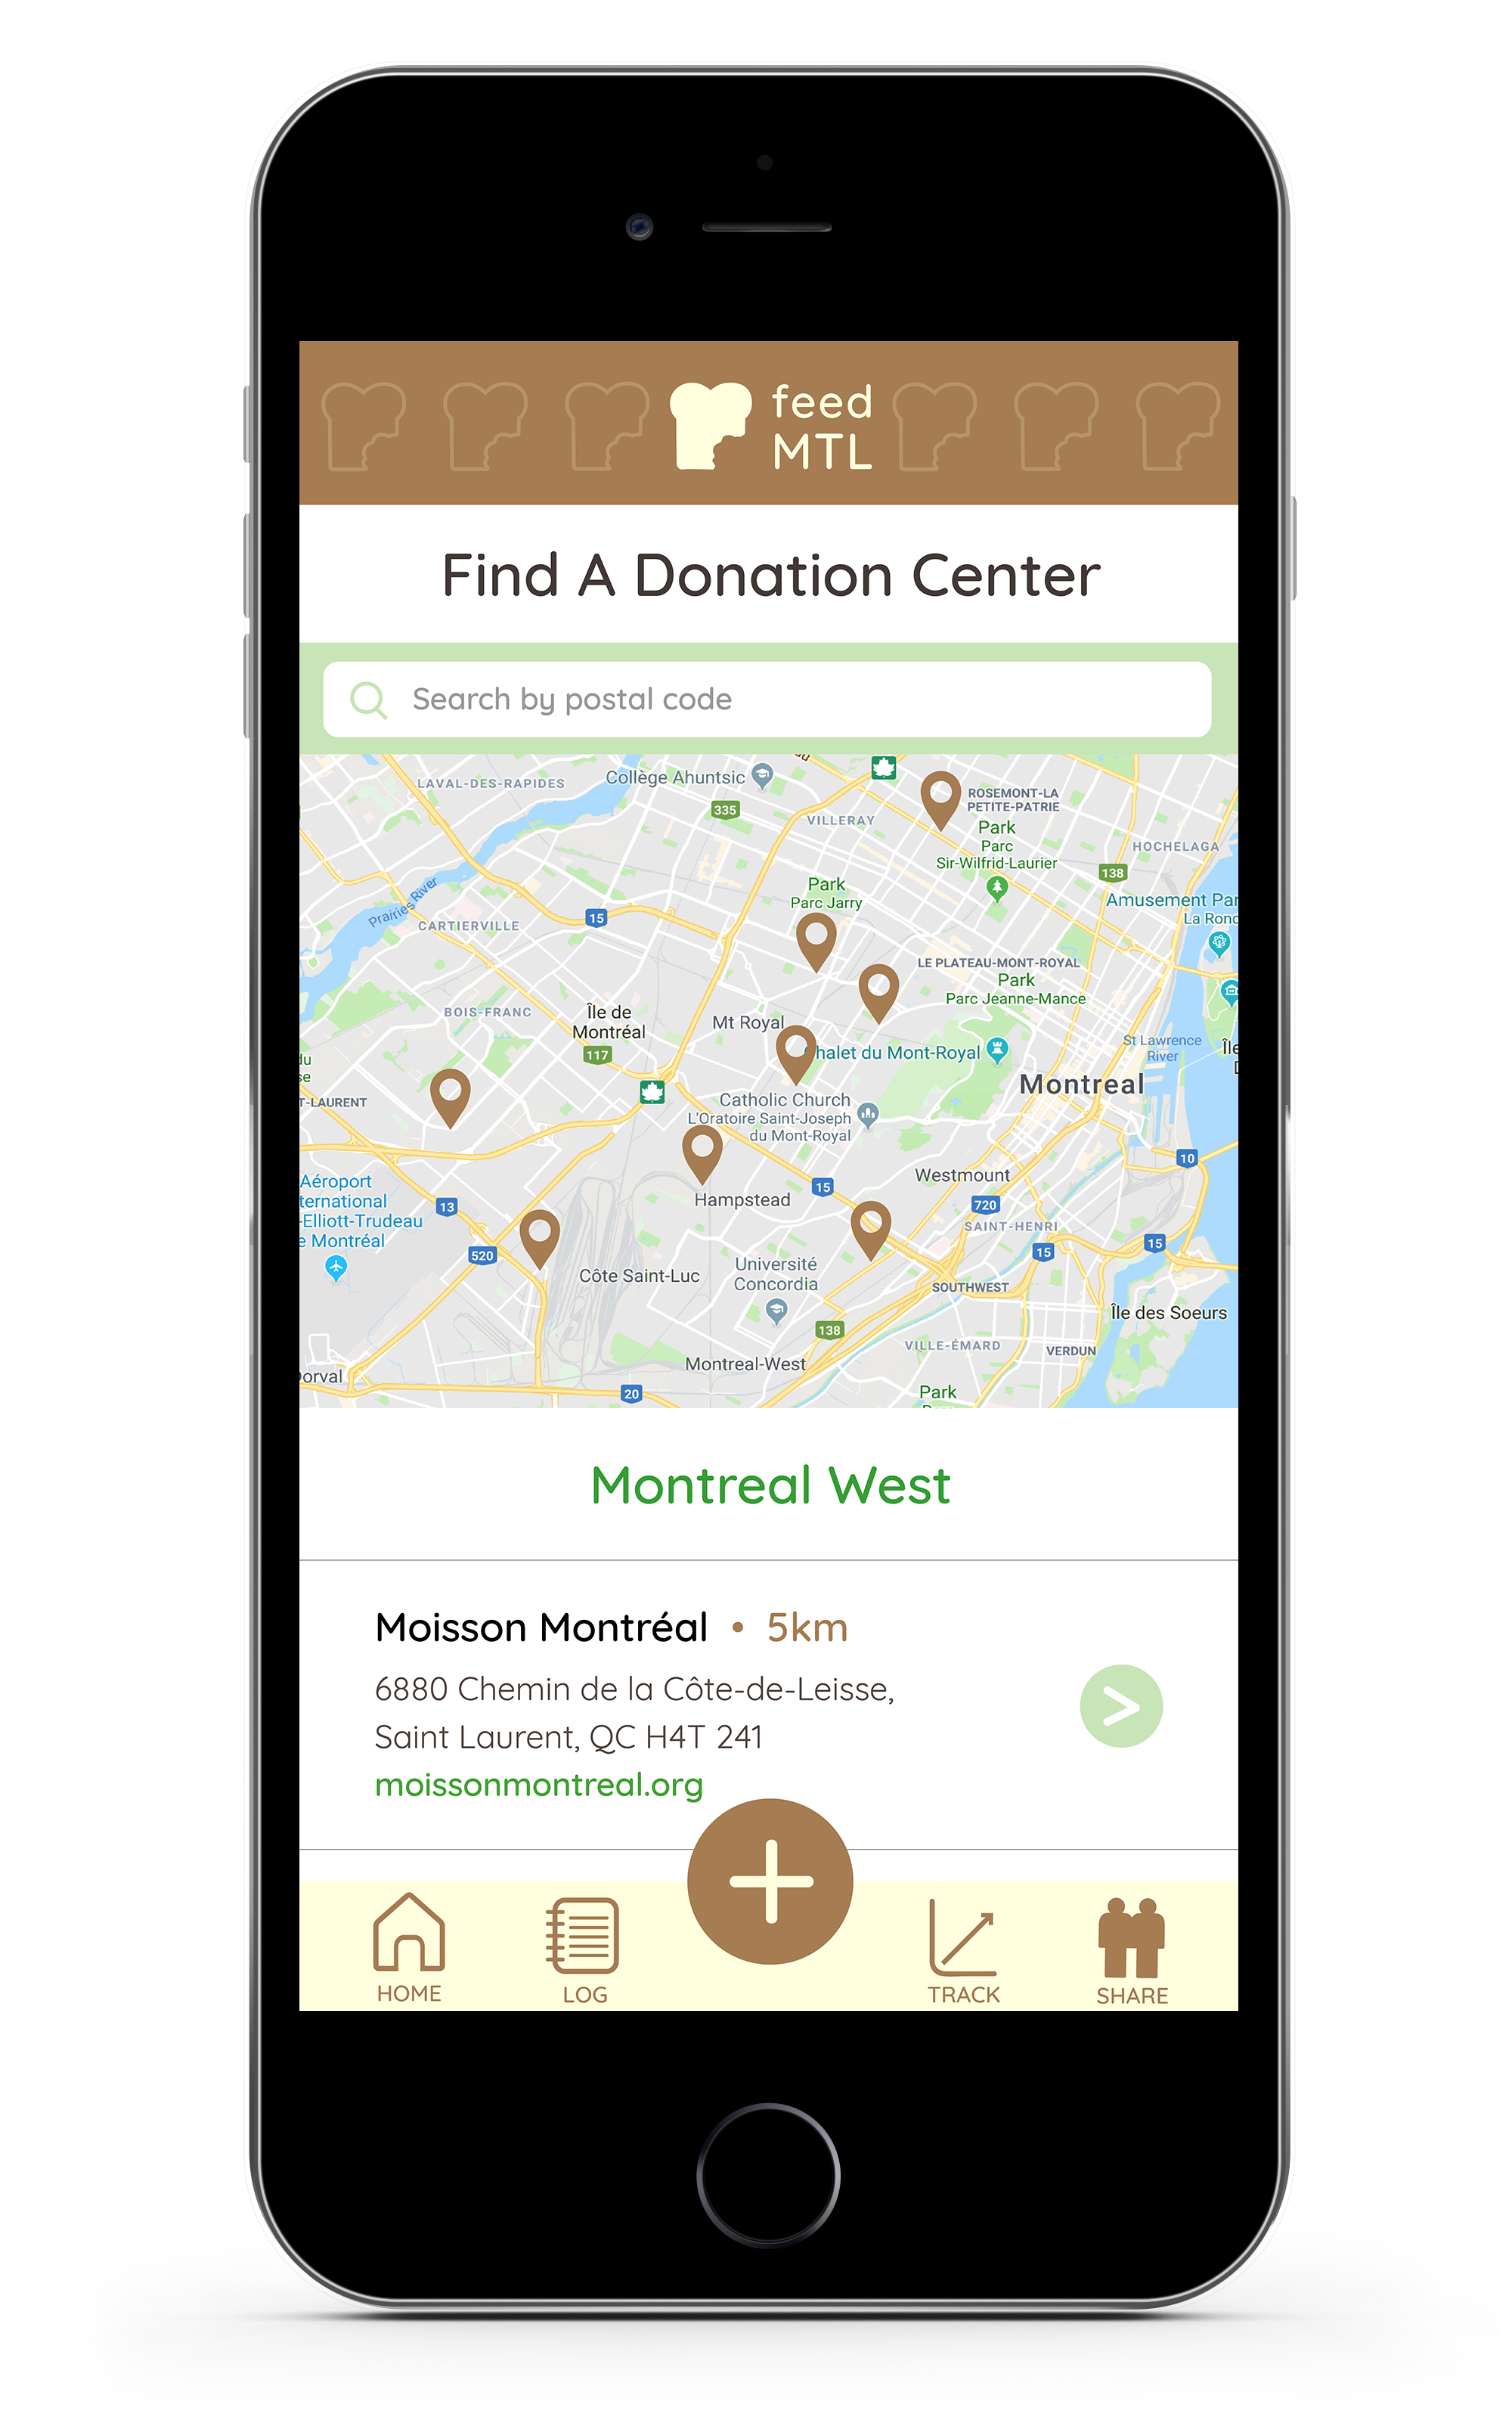 feed
MTL
Find A Donation Center
Search by postal code
LAVAL-DES-RAPIDES
Collège Ahuntsic
335
VILLERAY
ROSEMONT-LA
PETITE-PATRIE
Park
Parc
Sir-Wilfrid-Laurier
HOCHELAGA
138
Park
Parc Jarry
Amusement Par
La Rond
Prairies River
15
CARTIERVILLE
LE PLATEAU-MONT-ROYAL
Park
Parc Jeanne-Mance
BOIS-FRANC
Île de
Montréal
117
Mt Royal
halet du Mont-Royal
St Lawrence
River
Île
Montreal
du
se
T-LAURENT
Catholic Church
L'Oratoire Saint-Joseph
du Mont-Royal
10
Aéroport
ternational
-Elliott-Trudeau
e Montréal
13
15
Westmount
Hampstead
720
SAINT-HENRI
15
15
520
Côte Saint-Luc
Université
Concordia
SOUTHWEST
Île des Soeurs
138
VILLE-ÉMARD
VERDUN
Montreal-West
orval
20
Park
Montreal West
Moisson Montréal • 5km
6880 Chemin de la Côte-de-Leisse,
Saint Laurent, QC H4T 241
moissonmontreal.org
HOME
LOG
TRACK
SHARE